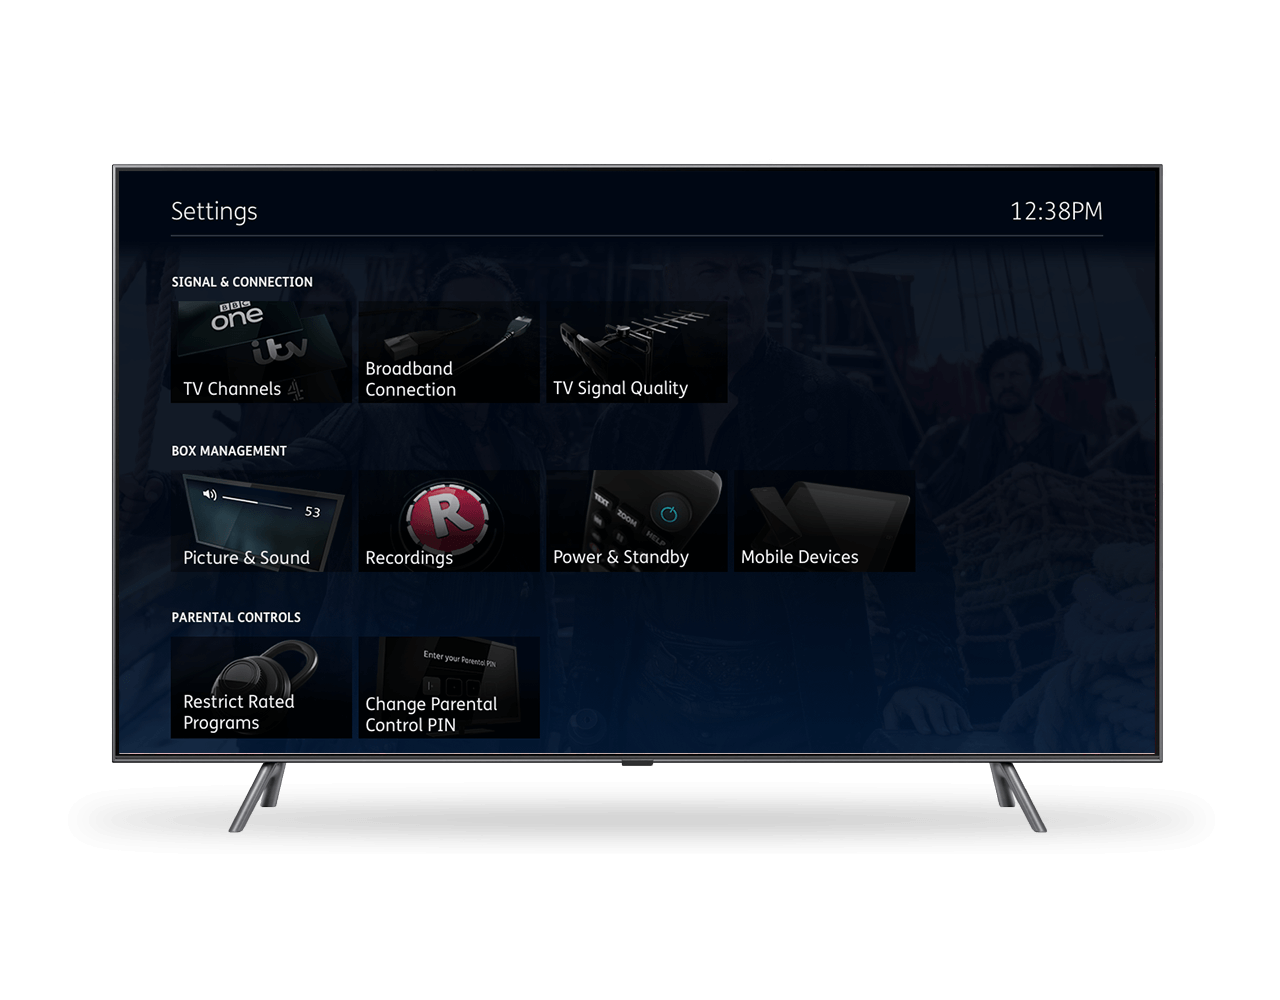 Settings
12:38PM
SIGNAL & CONNECTION
BBC
one
itv
4
TV Channels
Broadband
Connection
TV Signal Quality
BOX MANAGEMENT
53
Picture & Sound
R
Recordings
TEXT
ZOOM
HELP
Power & Standby
Mobile Devices
PARENTAL CONTROLS
Restrict Rated
Programs
Enter your Parental PIN
Change Parental
Control PIN